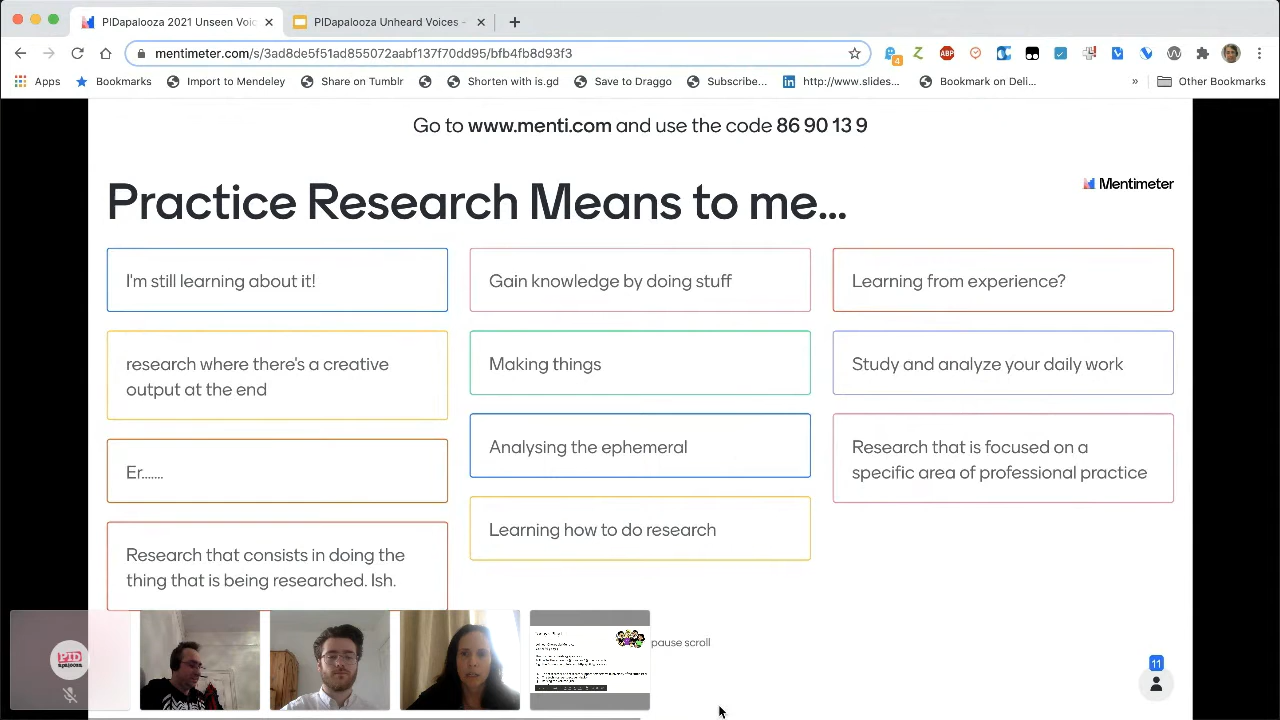 PIDapalooza 2021 Unseen Voic
PIDapalooza Unheard Voices -
mentimeter.com/s/3ad8de5f51ad855072aabf137f70dd95/bfb4fb8d93f3
4
ABP
Apps
Bookmarks
Import to Mendeley
Share on Tumblr
Shorten with is.gd
Save to Draggo
Subscribe...
http://www.slides...
Bookmark on Deli...
»
Other Bookmarks
Go to www.menti.com and use the code 86 90 13 9
Mentimeter
Practice Research Means to me...
I'm still learning about it!
research where there's a creative
output at the end
Er.......
Research that consists in doing the
thing that is being researched. Ish.
Gain knowledge by doing stuff
Making things
Analysing the ephemeral
Learning how to do research
Learning from experience?
Study and analyze your daily work
Research that is focused on a
specific area of professional practice
PID
apalooza
pause scroll
11